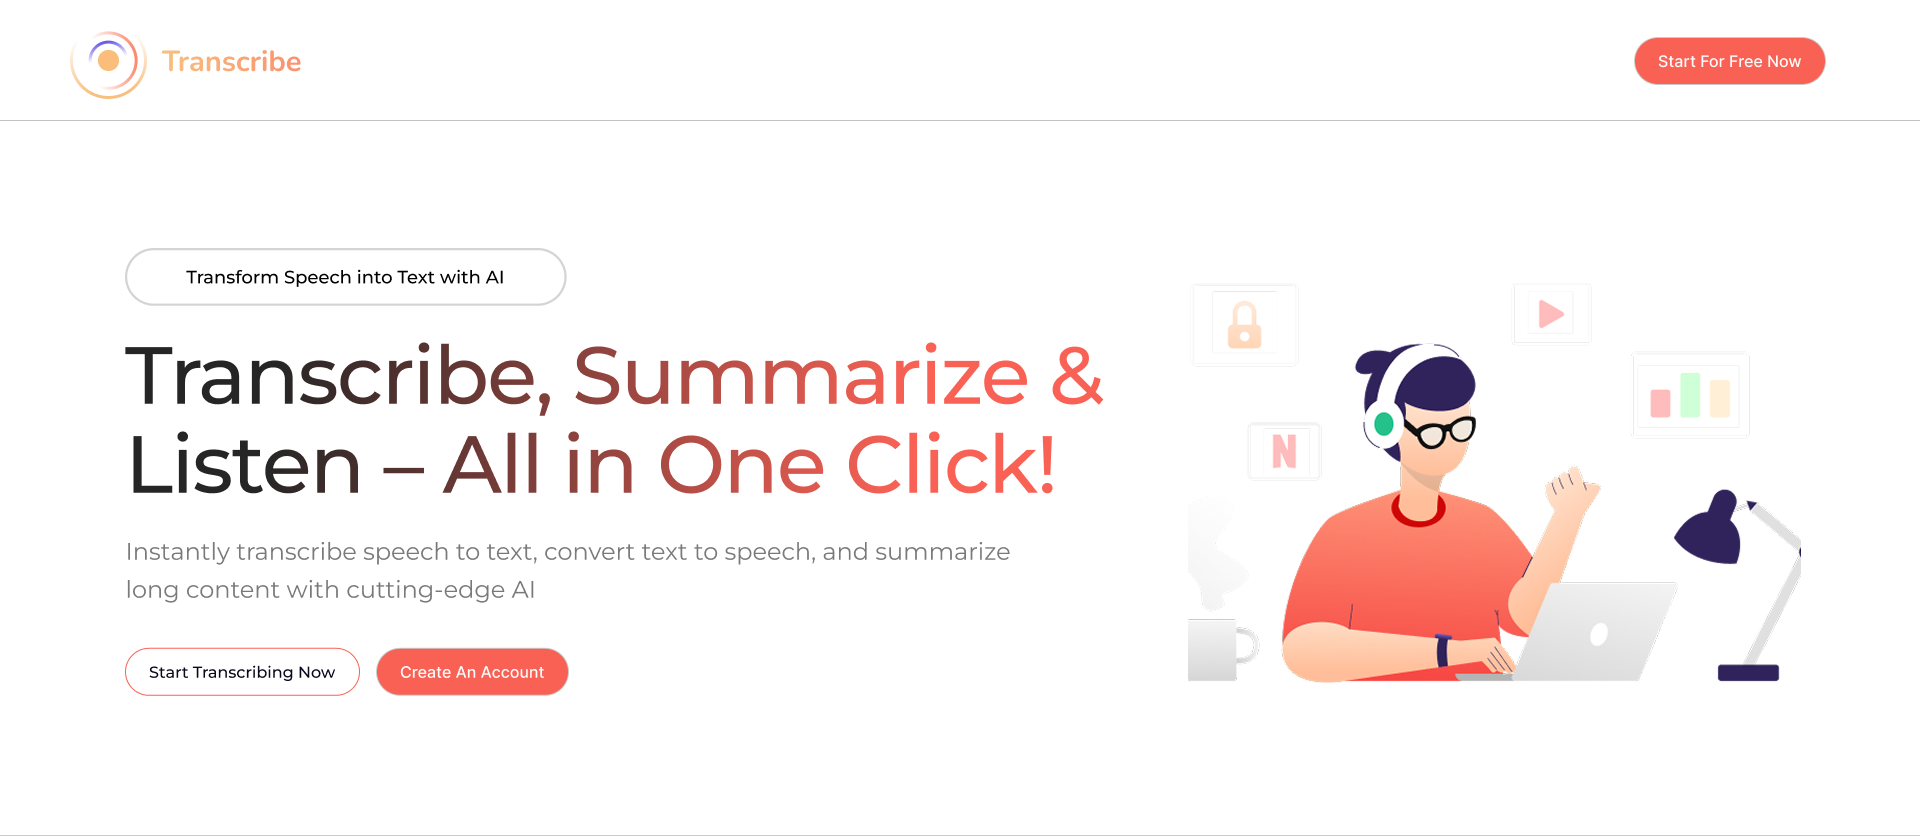 Transcribe
Start For Free Now
Transform Speech into Text with AI
Transcribe, Summarize &
Listen – All in One Click!
Instantly transcribe speech to text, convert text to speech, and summarize
long content with cutting-edge AI
Start Transcribing Now
Create An Account
N